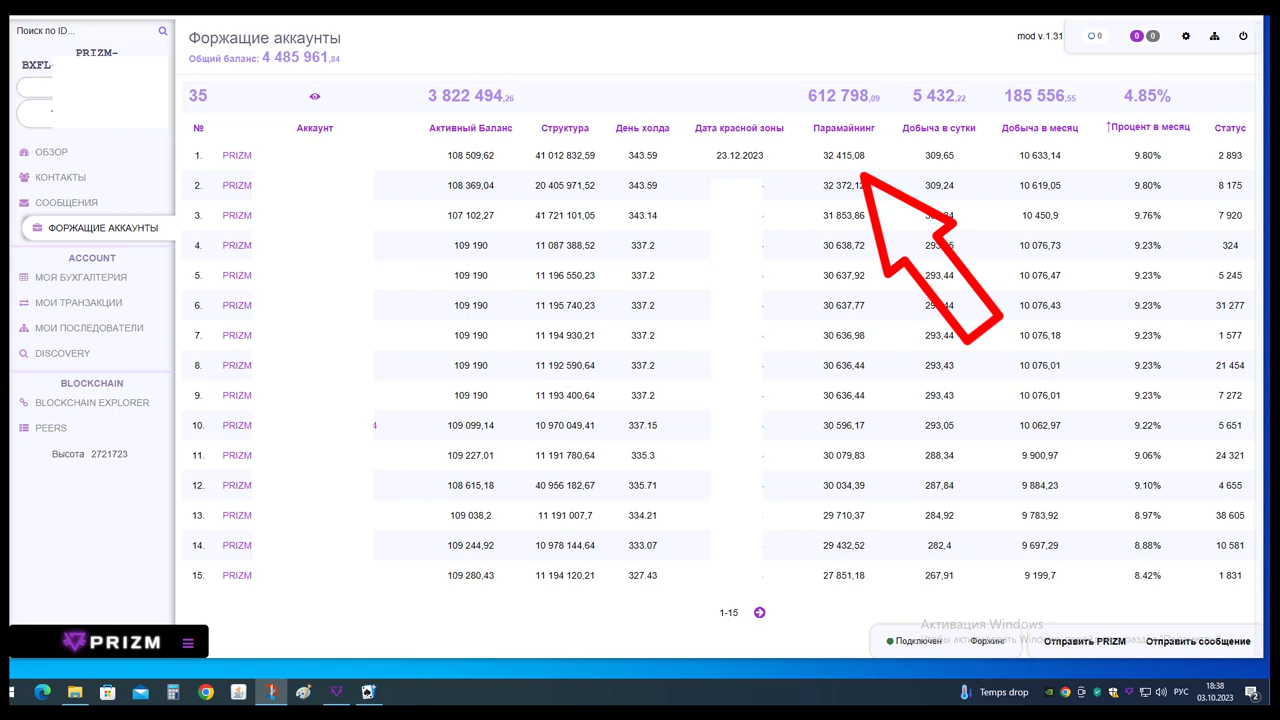 Поиск по ID...
PRIZM-
BXFL-
ОБЗОР
КОНТАКТЫ
СООБЩЕНИЯ
ФОРЖАЩИЕ АККАУНТЫ
ACCOUNT
МОЯ БУХГАЛТЕРИЯ
МОИ ТРАНЗАКЦИИ
МОИ ПОСЛЕДОВАТЕЛИ
DISCOVERY
BLOCKCHAIN
BLOCKCHAIN EXPLORER
PEERS
Высота 2721723
PRIZM
Форжащие аккаунты
Общий баланс: 4 485 961,84
mod v.1.31
0 0 0
35 3 822 494,26 612 798,09 5 432,22 185 556,55 4.85%
№ Аккаунт Активный Баланс Структура День холда Дата красной зоны Парамайнинг Добыча в сутки Добыча в месяц ↑Процент в месяц Статус
1. PRIZM 108 509,62 41 012 832,59 343.59 23.12.2023 32 415,08 309,65 10 633,14 9.80% 2 893
2. PRIZM 108 369,04 20 405 971,52 343.59 32 372,12 309,24 10 619,05 9.80% 8 175
3. PRIZM 107 102,27 41 721 101,05 343.14 31 853,86 10 450,9 9.76% 7 920
4. PRIZM 109 190 11 087 388,52 337.2 30 638,72 10 076,73 9.23% 324
5. PRIZM 109 190 11 196 550,23 337.2 30 637,92 293,44 10 076,47 9.23% 5 245
6. PRIZM 109 190 11 195 740,23 337.2 30 637,77 10 076,43 9.23% 31 277
7. PRIZM 109 190 11 194 930,21 337.2 30 636,98 293,44 10 076,18 9.23% 1 577
8. PRIZM 109 190 11 192 590,64 337.2 30 636,44 293,43 10 076,01 9.23% 21 454
9. PRIZM 109 190 11 193 400,64 337.2 30 636,44 293,43 10 076,01 9.23% 7 272
10. PRIZM 4 109 099,14 10 970 049,41 337.15 30 596,17 293,05 10 062,97 9.22% 5 651
11. PRIZM 109 227,01 11 191 780,64 335.3 30 079,83 288,34 9 900,97 9.06% 24 321
12. PRIZM 108 615,18 40 956 182,67 335.71 30 034,39 287,84 9 884,23 9.10% 4 655
13. PRIZM 109 038,2 11 191 007,7 334.21 29 710,37 284,92 9 783,92 8.97% 38 605
14. PRIZM 109 244,92 10 978 144,64 333.07 29 432,52 282,4 9 697,29 8.88% 10 581
15. PRIZM 109 280,43 11 194 120,21 327.43 27 851,18 267,91 9 199,7 8.42% 1 831
1-15
Активация Windows
Подключен Форжинг Отправить PRIZM Отправить сообщение
Temps drop РУС 18:38
03.10.2023 2